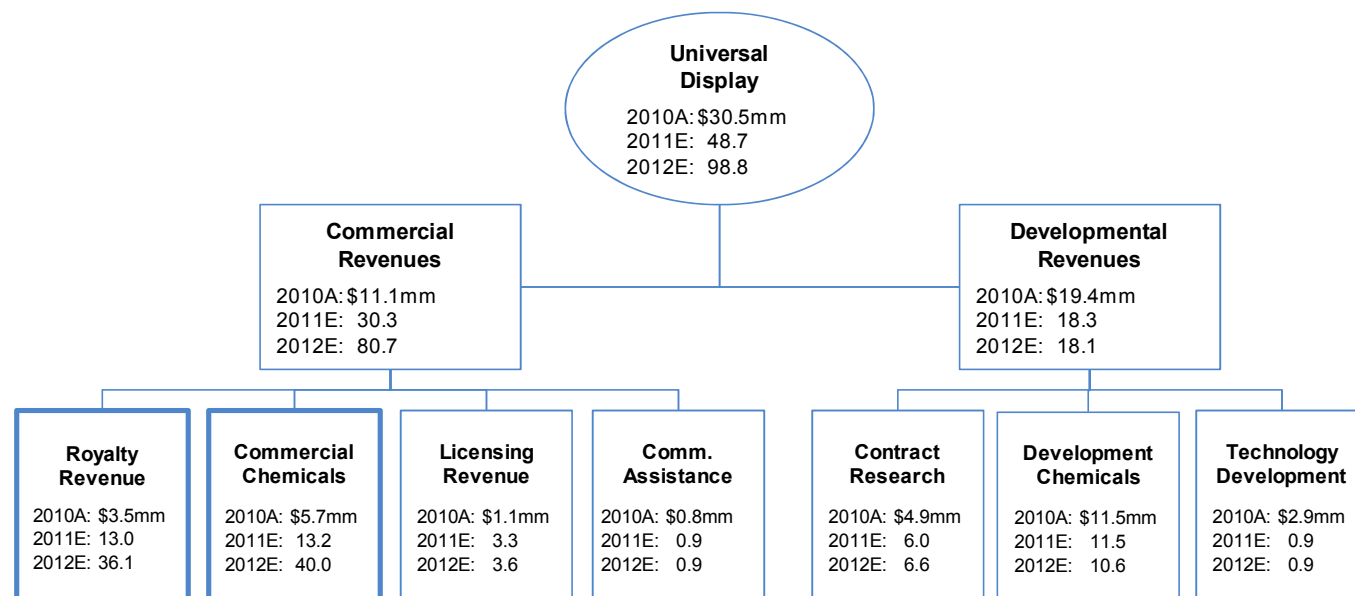 Universal
Display
2010A: $30.5mm
2011E: 48.7
2012E: 98.8
Commercial
Revenues
2010A: $11.1mm
2011E: 30.3
2012E: 80.7
Developmental
Revenues
2010A: $19.4mm
2011E: 18.3
2012E: 18.1
Royalty
Revenue
2010A: $3.5mm
2011E: 13.0
2012E: 36.1
Commercial
Chemicals
2010A: $5.7mm
2011E: 13.2
2012E: 40.0
Licensing
Revenue
2010A: $1.1mm
2011E: 3.3
2012E: 3.6
Comm.
Assistance
2010A: $0.8mm
2011E: 0.9
2012E: 0.9
Contract
Research
2010A: $4.9mm
2011E: 6.0
2012E: 6.6
Development
Chemicals
2010A: $11.5mm
2011E: 11.5
2012E: 10.6
Technology
Development
2010A: $2.9mm
2011E: 0.9
2012E: 0.9